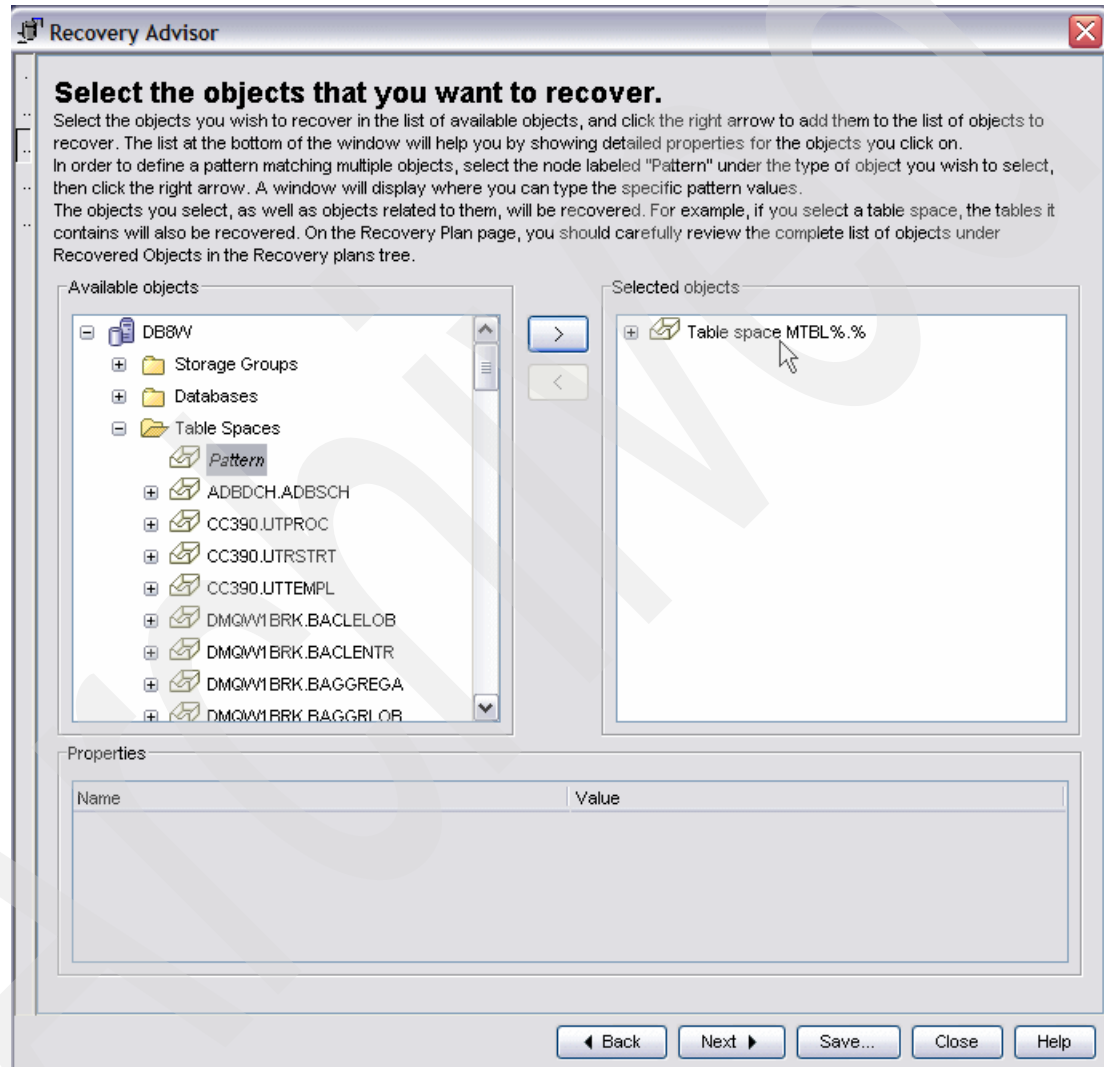 Recovery Advisor
Select the objects that you want to recover.
Select the objects you wish to recover in the list of available objects, and click the right arrow to add them to the list of objects to
recover. The list at the bottom of the window will help you by showing detailed properties for the objects you click on.
In order to define a pattern matching multiple objects, select the node labeled "Pattern" under the type of object you wish to select,
then click the right arrow. A window will display where you can type the specific pattern values.
The objects you select, as well as objects related to them, will be recovered. For example, if you select a table space, the tables it
contains will also be recovered. On the Recovery Plan page, you should carefully review the complete list of objects under
Recovered Objects in the Recovery plans tree.
Available objects
DB8W
Storage Groups
Databases
Table Spaces
Pattern
ADBDCH.ADBSCH
CC390.UTPROC
CC390.UTRSTRT
CC390.UTTEMPL
DMQW1BRK.BACLELOB
DMQW1BRK.BACLENTR
DMQW1BRK.BAGGREGA
DMQW1BRK.BAGGRLOB
>
<
Selected objects
Table space MTBL%.%
Properties
Name Value
Back Next Save... Close Help